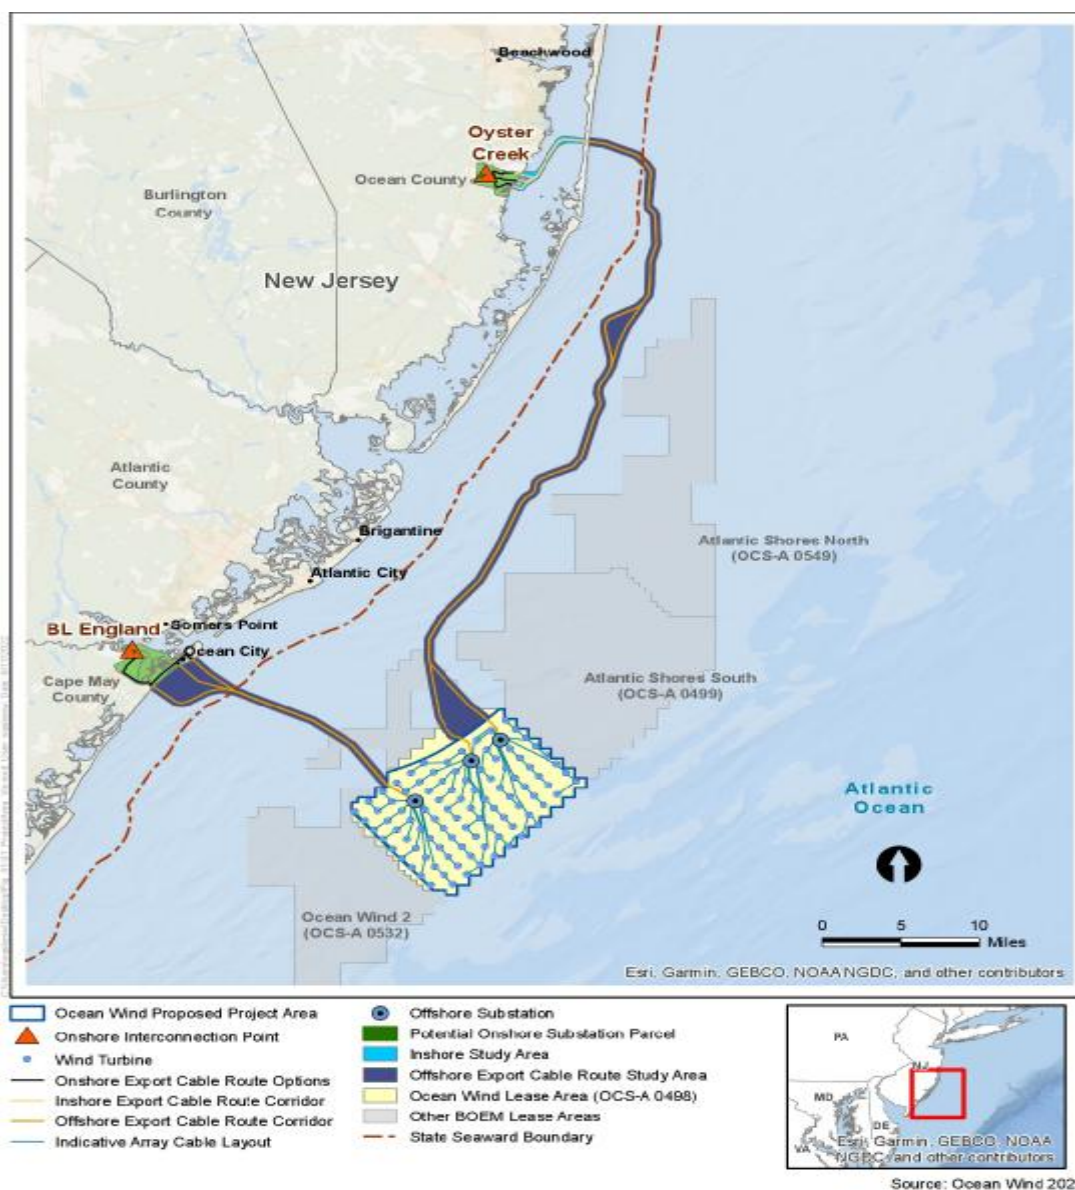 Beachwood
Oyster
Creek
Ocean County
Burlington
County
New Jersey
Atlantic
County
Brigantine
Atlantic City
Atlantic Shores North
(OCS-A 0549)
BL England
Somers Point
Ocean City
Cape May
County
Atlantic Shores South
(OCS-A 0499)
Atlantic
Ocean
Ocean Wind 2
(OCS-A 0532)
0 5 10
Miles
Esri, Garmin, GEBCO, NOAA NGDC, and other contributors
Ocean Wind Proposed Project Area
Onshore Interconnection Point
Wind Turbine
Onshore Export Cable Route Options
Inshore Export Cable Route Corridor
Offshore Export Cable Route Corridor
Indicative Array Cable Layout
Offshore Substation
Potential Onshore Substation Parcel
Inshore Study Area
Offshore Export Cable Route Study Area
Ocean Wind Lease Area (OCS-A 0498)
Other BOEM Lease Areas
State Seaward Boundary
PA
NJ
MD
DE
VA
Esri, Garmin, GEBCO, NOAA
NGDC, and other contributors
Source: Ocean Wind 202